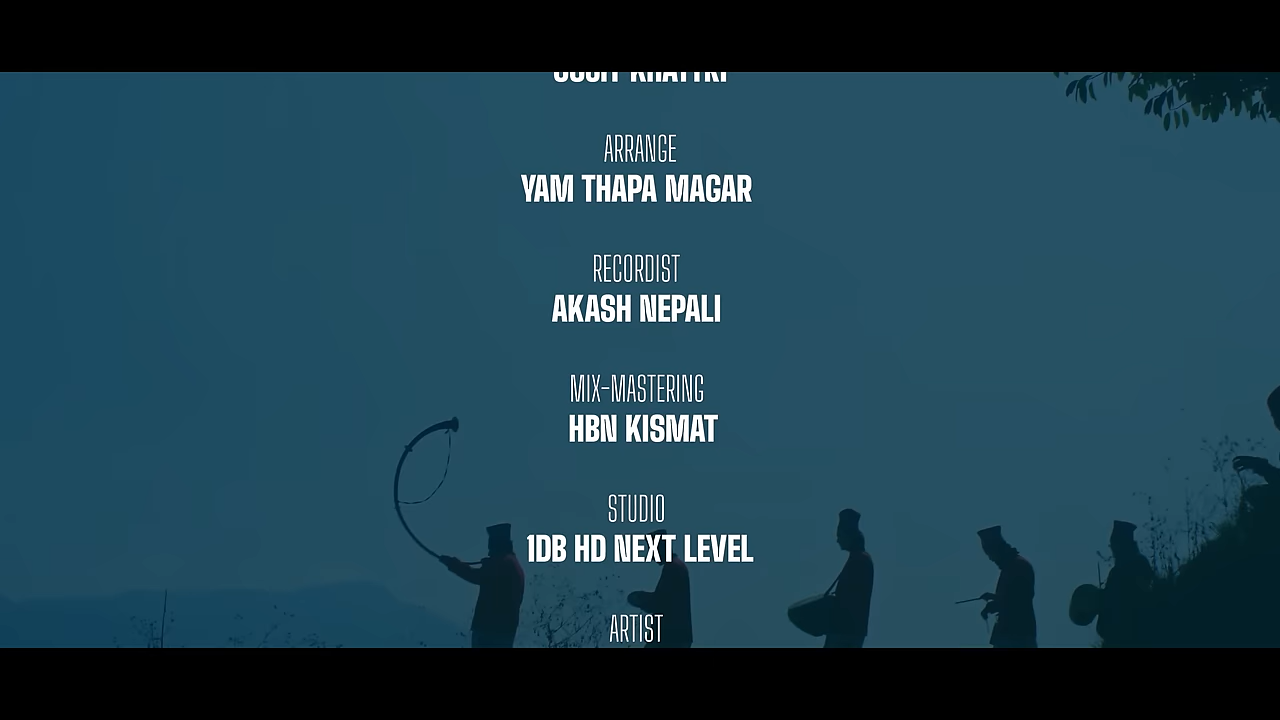 ARRANGE
YAM THAPA MAGAR
RECORDIST
AKASH NEPALI
MIX-MASTERING
HBN KISMAT
STUDIO
1DB HD NEXT LEVEL
ARTIST